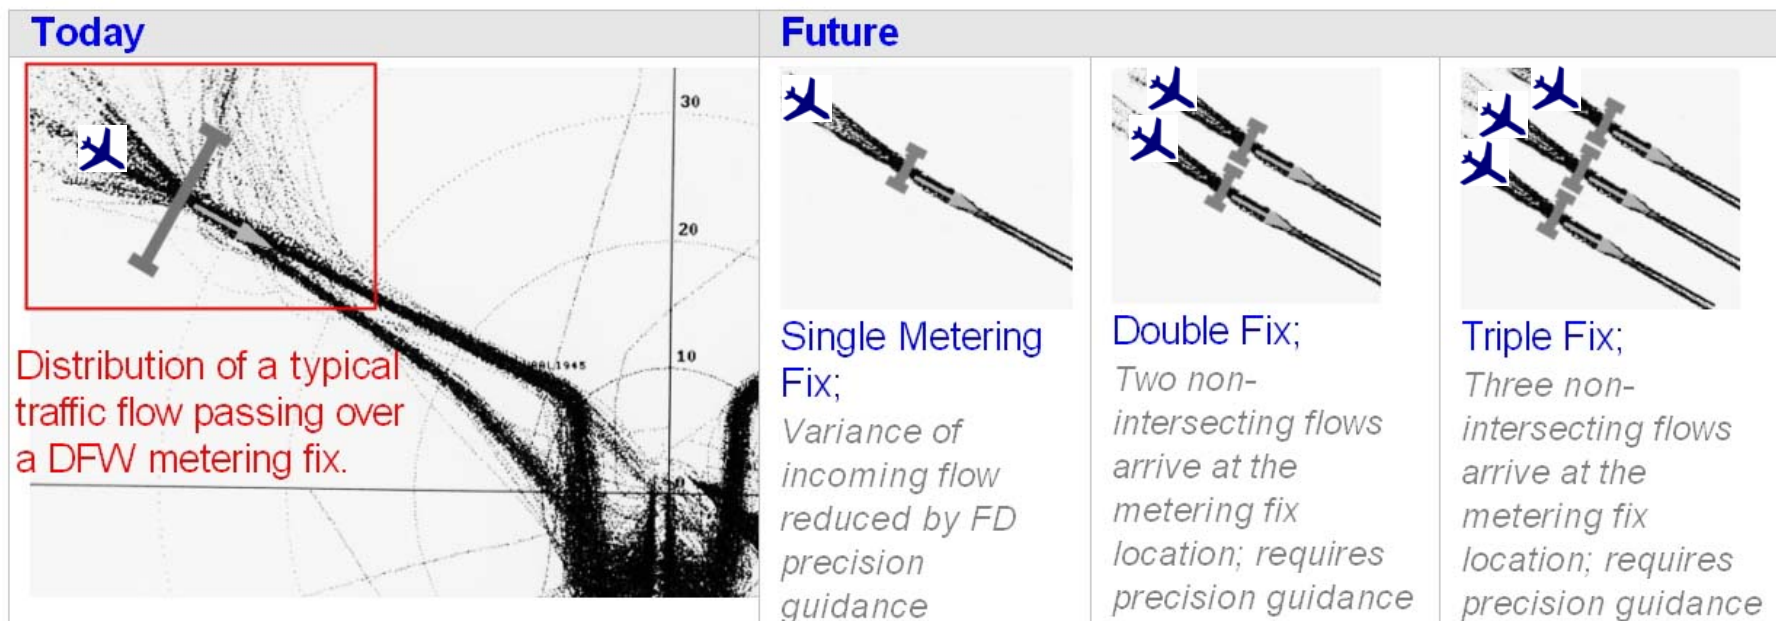 Today
Future
30
20
10
0
Distribution of a typical
traffic flow passing over
a DFW metering fix.
Single Metering
Fix;
Variance of
incoming flow
reduced by FD
precision
guidance
Double Fix;
Two non-
intersecting flows
arrive at the
metering fix
location; requires
precision guidance
Triple Fix;
Three non-
intersecting flows
arrive at the
metering fix
location; requires
precision guidance